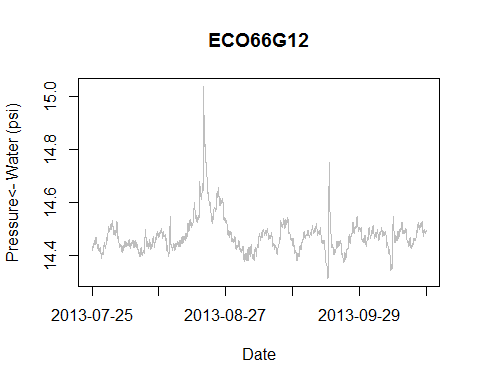 ECO66G12
Pressure<- Water (psi)
15.0
14.8
14.6
14.4
2013-07-25
2013-08-27
2013-09-29
Date